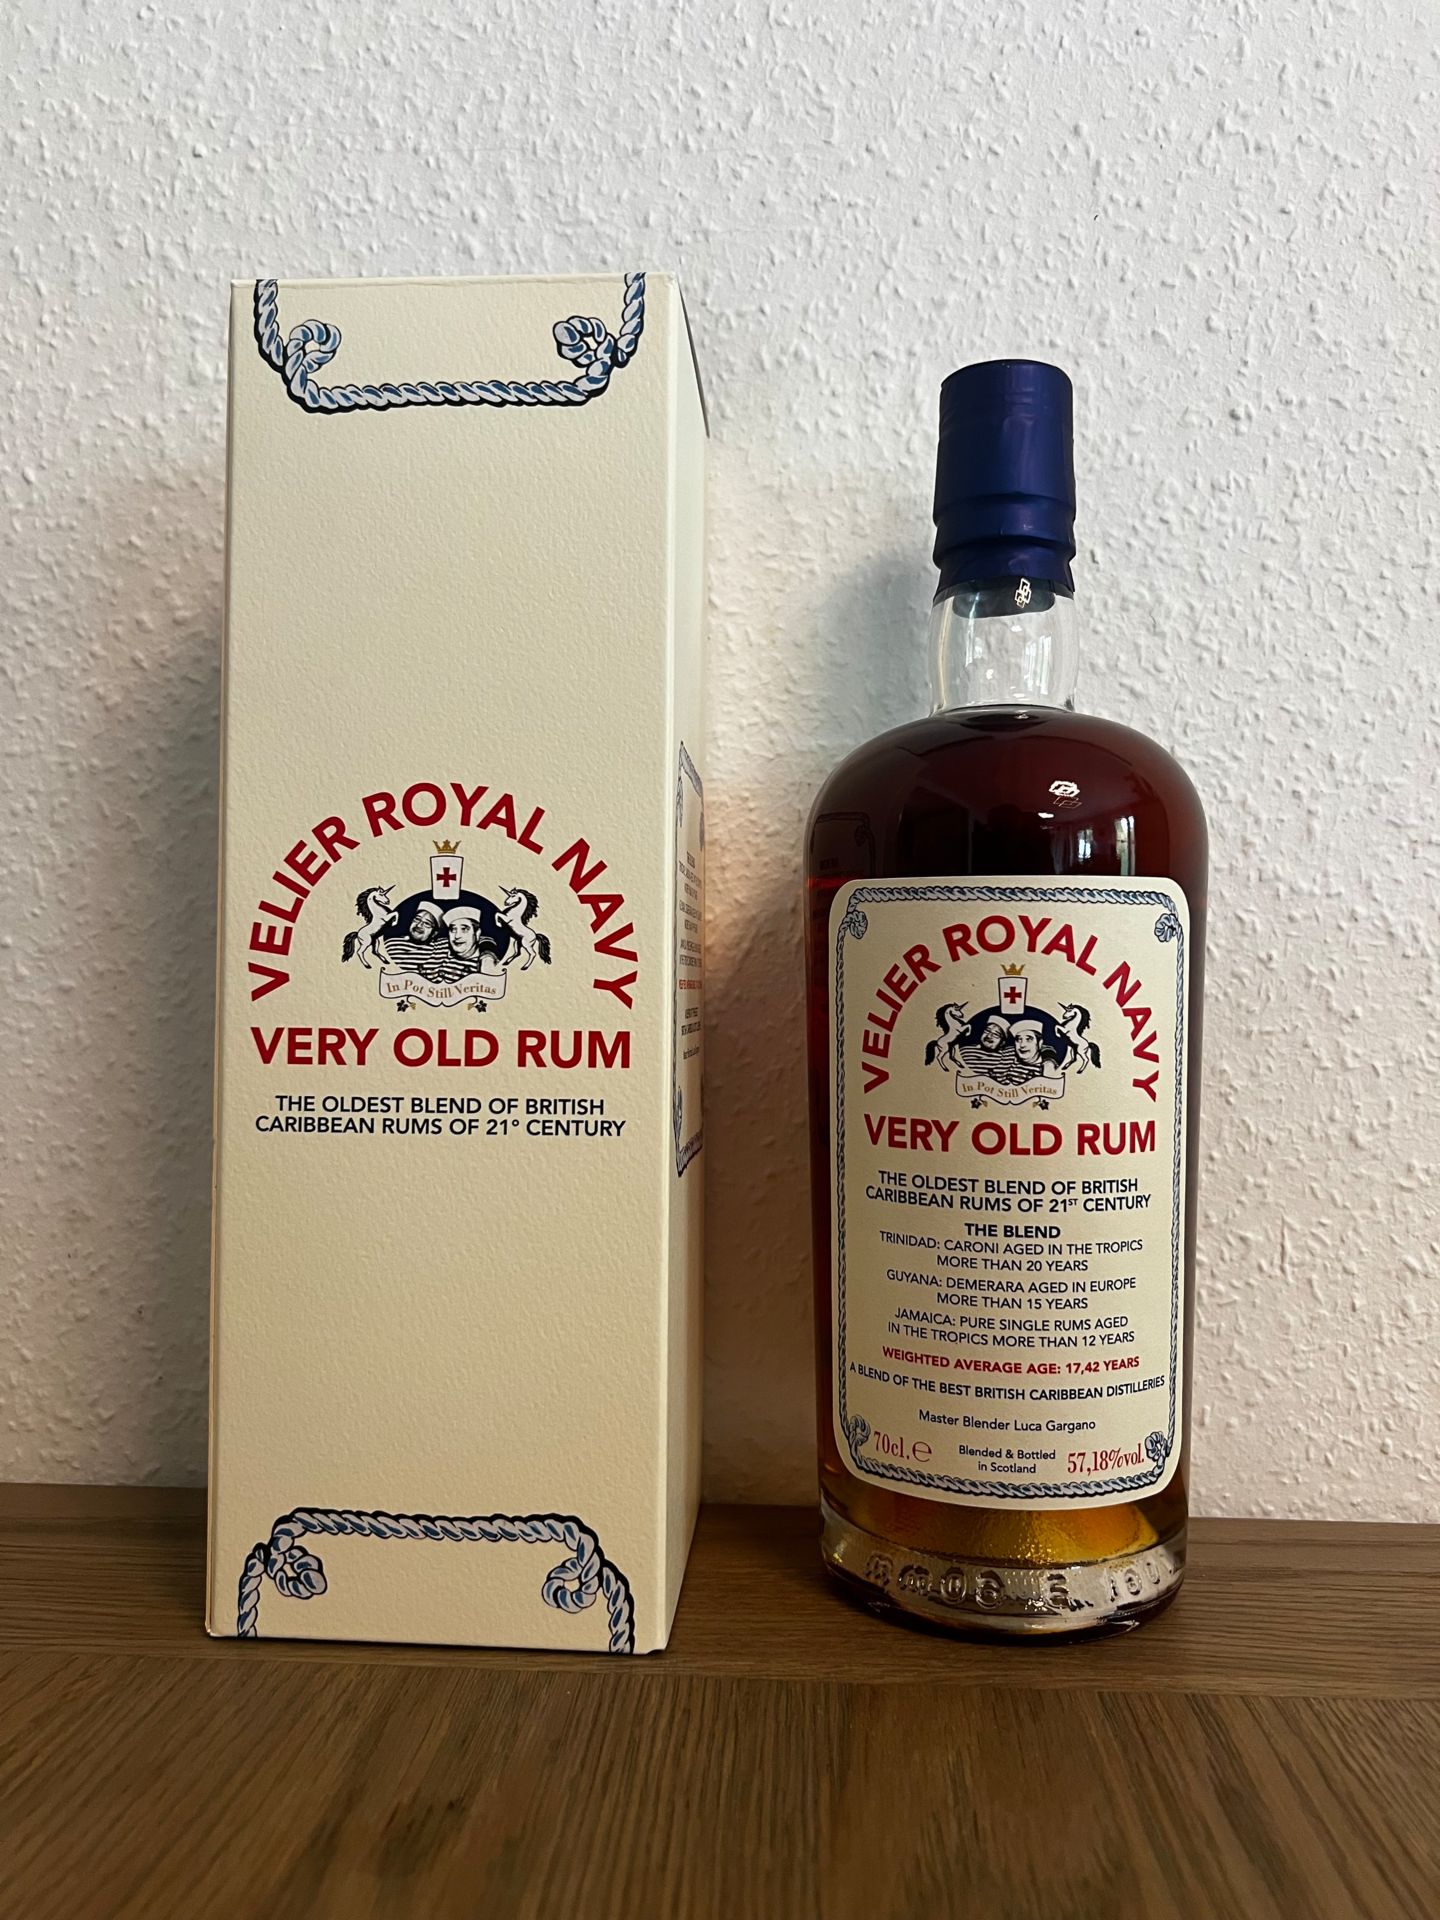 VELIER ROYAL NAVY
In Pot Still Veritas
VERY OLD RUM
THE OLDEST BLEND OF BRITISH
CARIBBEAN RUMS OF 21° CENTURY
VELIER ROYAL NAVY
In Pot Still Veritas
VERY OLD RUM
THE OLDEST BLEND OF BRITISH
CARIBBEAN RUMS OF 21ST CENTURY
THE BLEND
TRINIDAD: CARONI AGED IN THE TROPICS
MORE THAN 20 YEARS
GUYANA: DEMERARA AGED IN EUROPE
MORE THAN 15 YEARS
JAMAICA: PURE SINGLE RUMS AGED
IN THE TROPICS MORE THAN 12 YEARS
WEIGHTED AVERAGE AGE: 17,42 YEARS
A BLEND OF THE BEST BRITISH CARIBBEAN DISTILLERIES
Master Blender Luca Gargano
70cl. ℮
Blended & Bottled
in Scotland
57,18%vol.